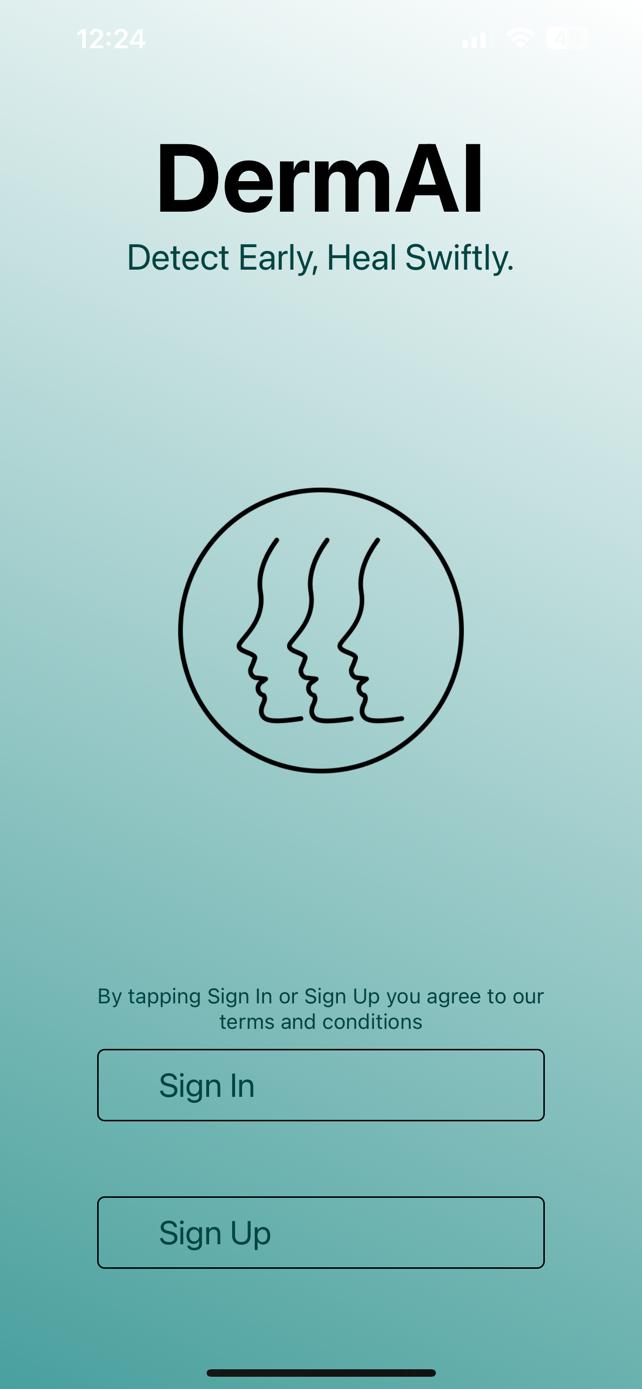 12:24
DermAI
Detect Early, Heal Swiftly.
By tapping Sign In or Sign Up you agree to our
terms and conditions
Sign In
Sign Up